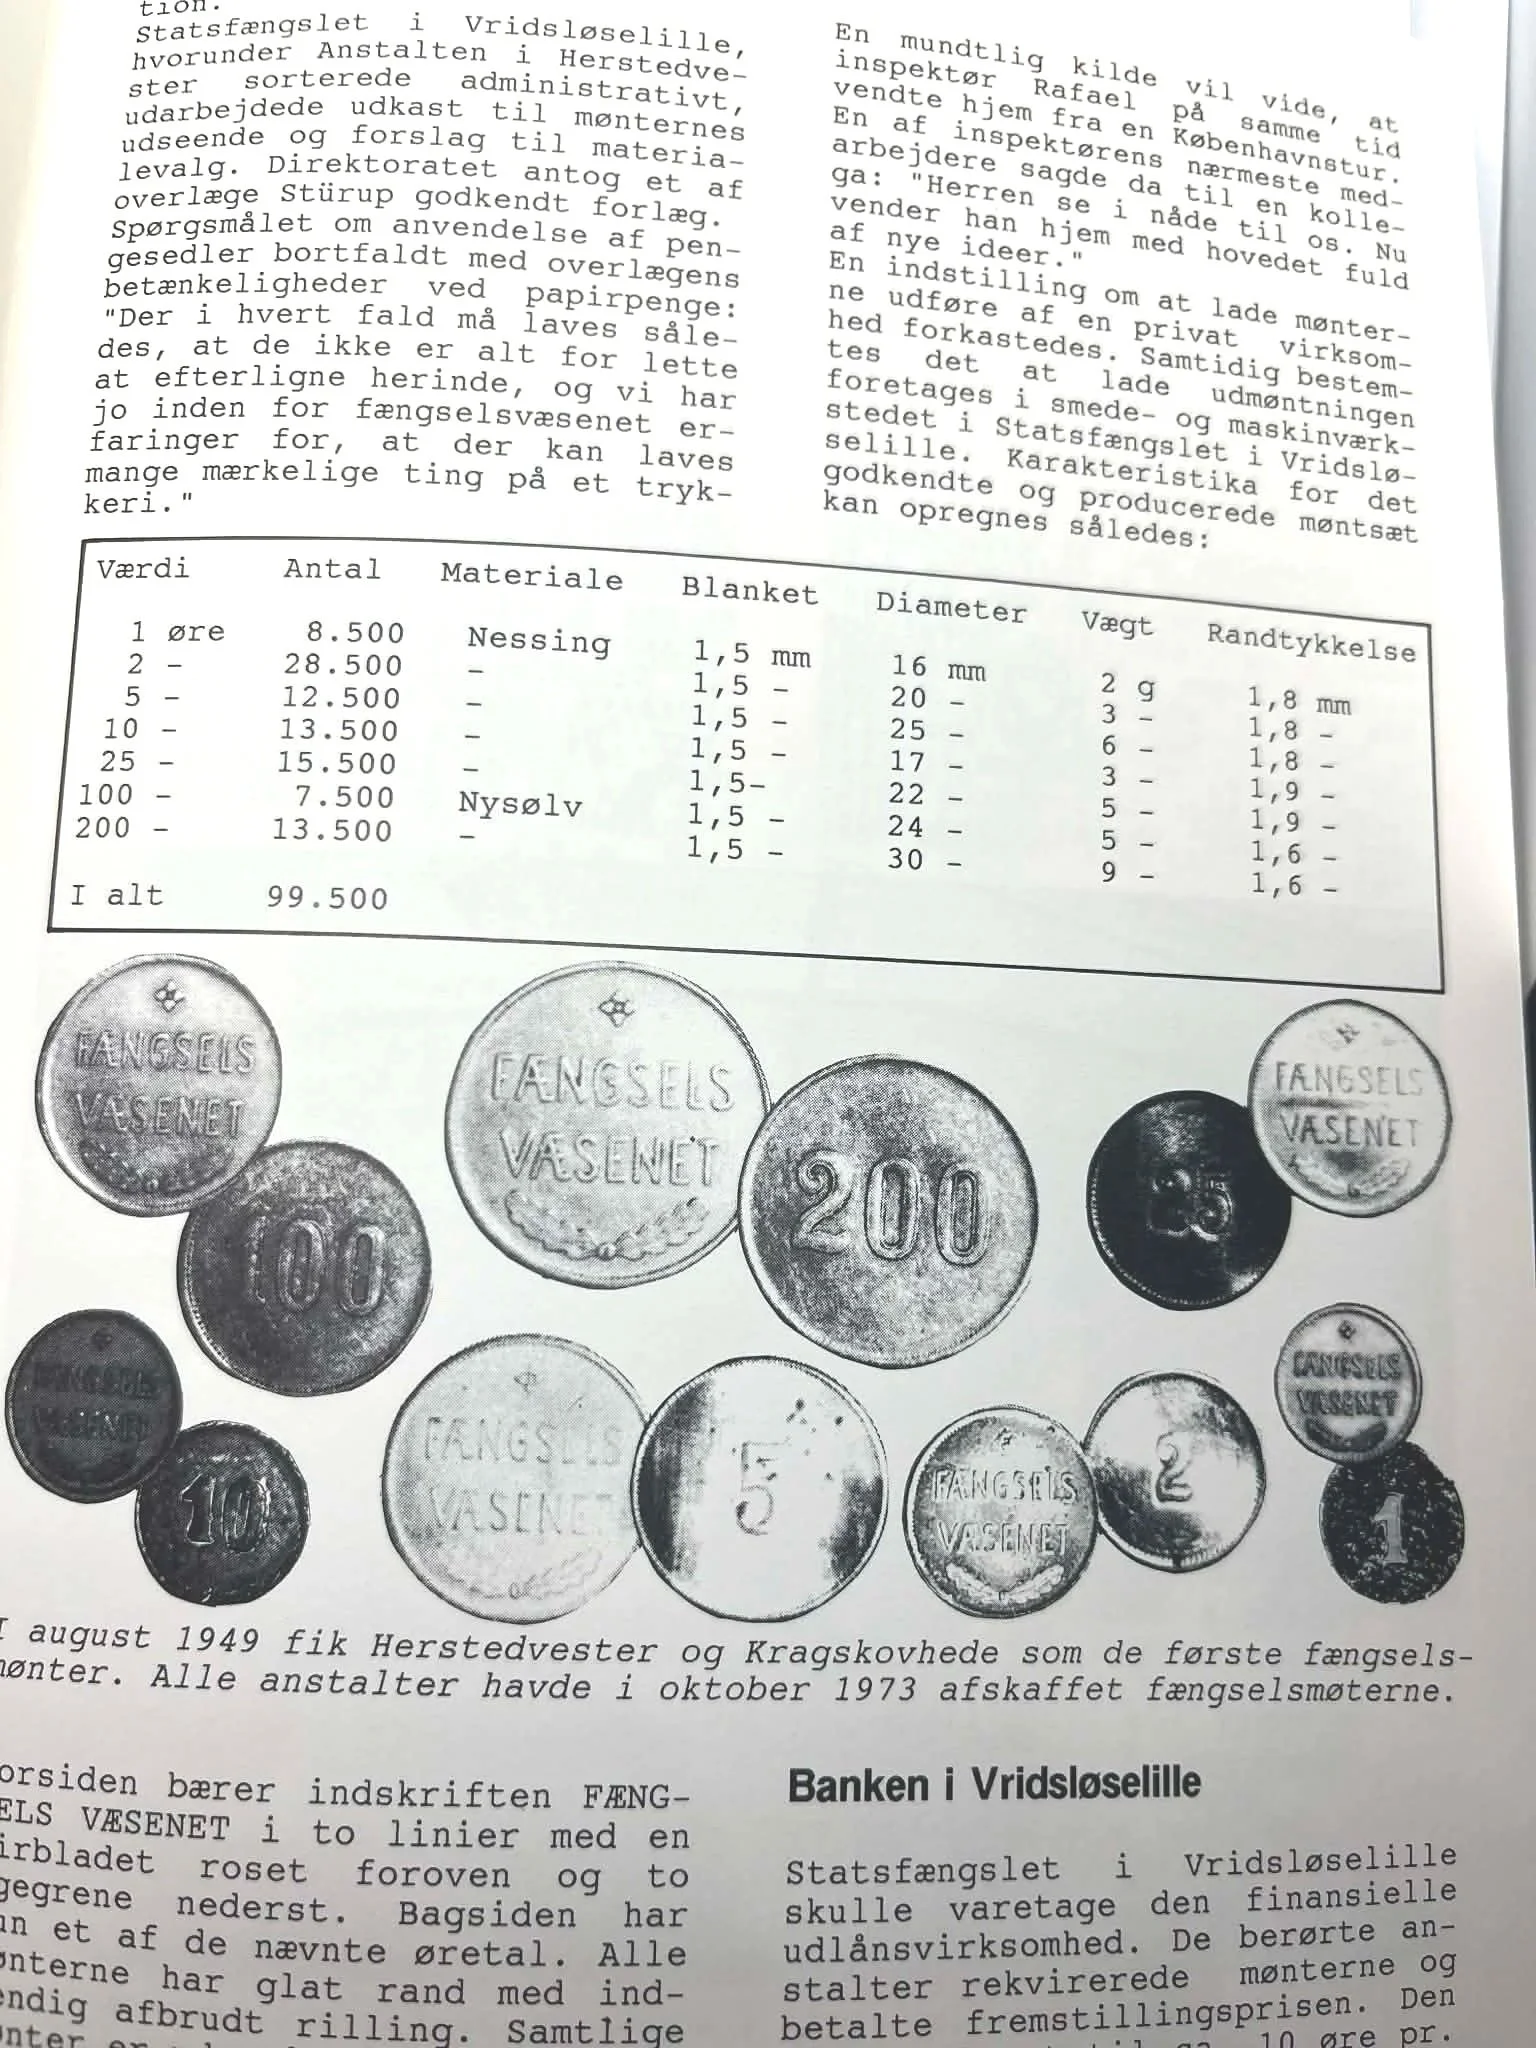 tion.
Statsfængslet i Vridsløselille,
hvorunder Anstalten i Herstedve-
ster sorterede administrativt,
udarbejdede udkast til mønternes
udseende og forslag til materia-
levalg. Direktoratet antog et af
overlæge Stürup godkendt forlæg.
Spørgsmålet om anvendelse af pen-
gesedler bortfaldt med overlægens
betænkeligheder ved papirpenge:
"Der i hvert fald må laves såle-
des, at de ikke er alt for lette
at efterligne herinde, og vi har
jo inden for fængselsvæsenet er-
faringer for, at der kan laves
mange mærkelige ting på et tryk-
keri."
En mundtlig kilde vil vide, at
inspektør Rafael på samme tid
vendte hjem fra en Københavnstur.
En af inspektørens nærmeste med-
arbejdere sagde da til en kolle-
ga: "Herren se i nåde til os. Nu
vender han hjem med hovedet fuld
af nye ideer."
En indstilling om at lade mønter-
ne udføre af en privat virksom-
hed forkastedes. Samtidig bestem-
tes det at lade udmøntningen
foretages i smede- og maskinværk-
stedet i Statsfængslet i Vridslø-
selille. Karakteristika for det
godkendte og producerede møntsæt
kan opregnes således:
Værdi Antal Materiale Blanket Diameter Vægt Randtykkelse
1 øre 8.500 Nessing 1,5 mm 16 mm 2 g 1,8 mm
2 - 28.500 - 1,5 - 20 - 3 - 1,8 -
5 - 12.500 - 1,5 - 25 - 6 - 1,8 -
10 - 13.500 - 1,5 - 17 - 3 - 1,9 -
25 - 15.500 - 1,5- 22 - 5 - 1,9 -
100 - 7.500 Nysølv 1,5 - 24 - 5 - 1,6 -
200 - 13.500 - 1,5 - 30 - 9 - 1,6 -
I alt 99.500
FÆNGSELS
VÆSENET
100
FÆNGSELS
VÆSENET
200
25
FÆNGSELS
VÆSENET
FÆNGSELS
VÆSENET
10
FÆNGSELS
VÆSENET
5
FÆNGSELS
VÆSENET
2
FÆNGSELS
VÆSENET
1
I august 1949 fik Herstedvester og Kragskovhede som de første fængsels-
mønter. Alle anstalter havde i oktober 1973 afskaffet fængselsmøterne.
orsiden bærer indskriften FÆNG-
ELS VÆSENET i to linier med en
irbladet roset foroven og to
gegrene nederst. Bagsiden har
un et af de nævnte øretal. Alle
ønterne har glat rand med ind-
endig afbrudt rilling. Samtlige
Banken i Vridsløselille
Statsfængslet i Vridsløselille
skulle varetage den finansielle
udlånsvirksomhed. De berørte an-
stalter rekvirerede mønterne og
betalte fremstillingsprisen. Den
10 øre pr.